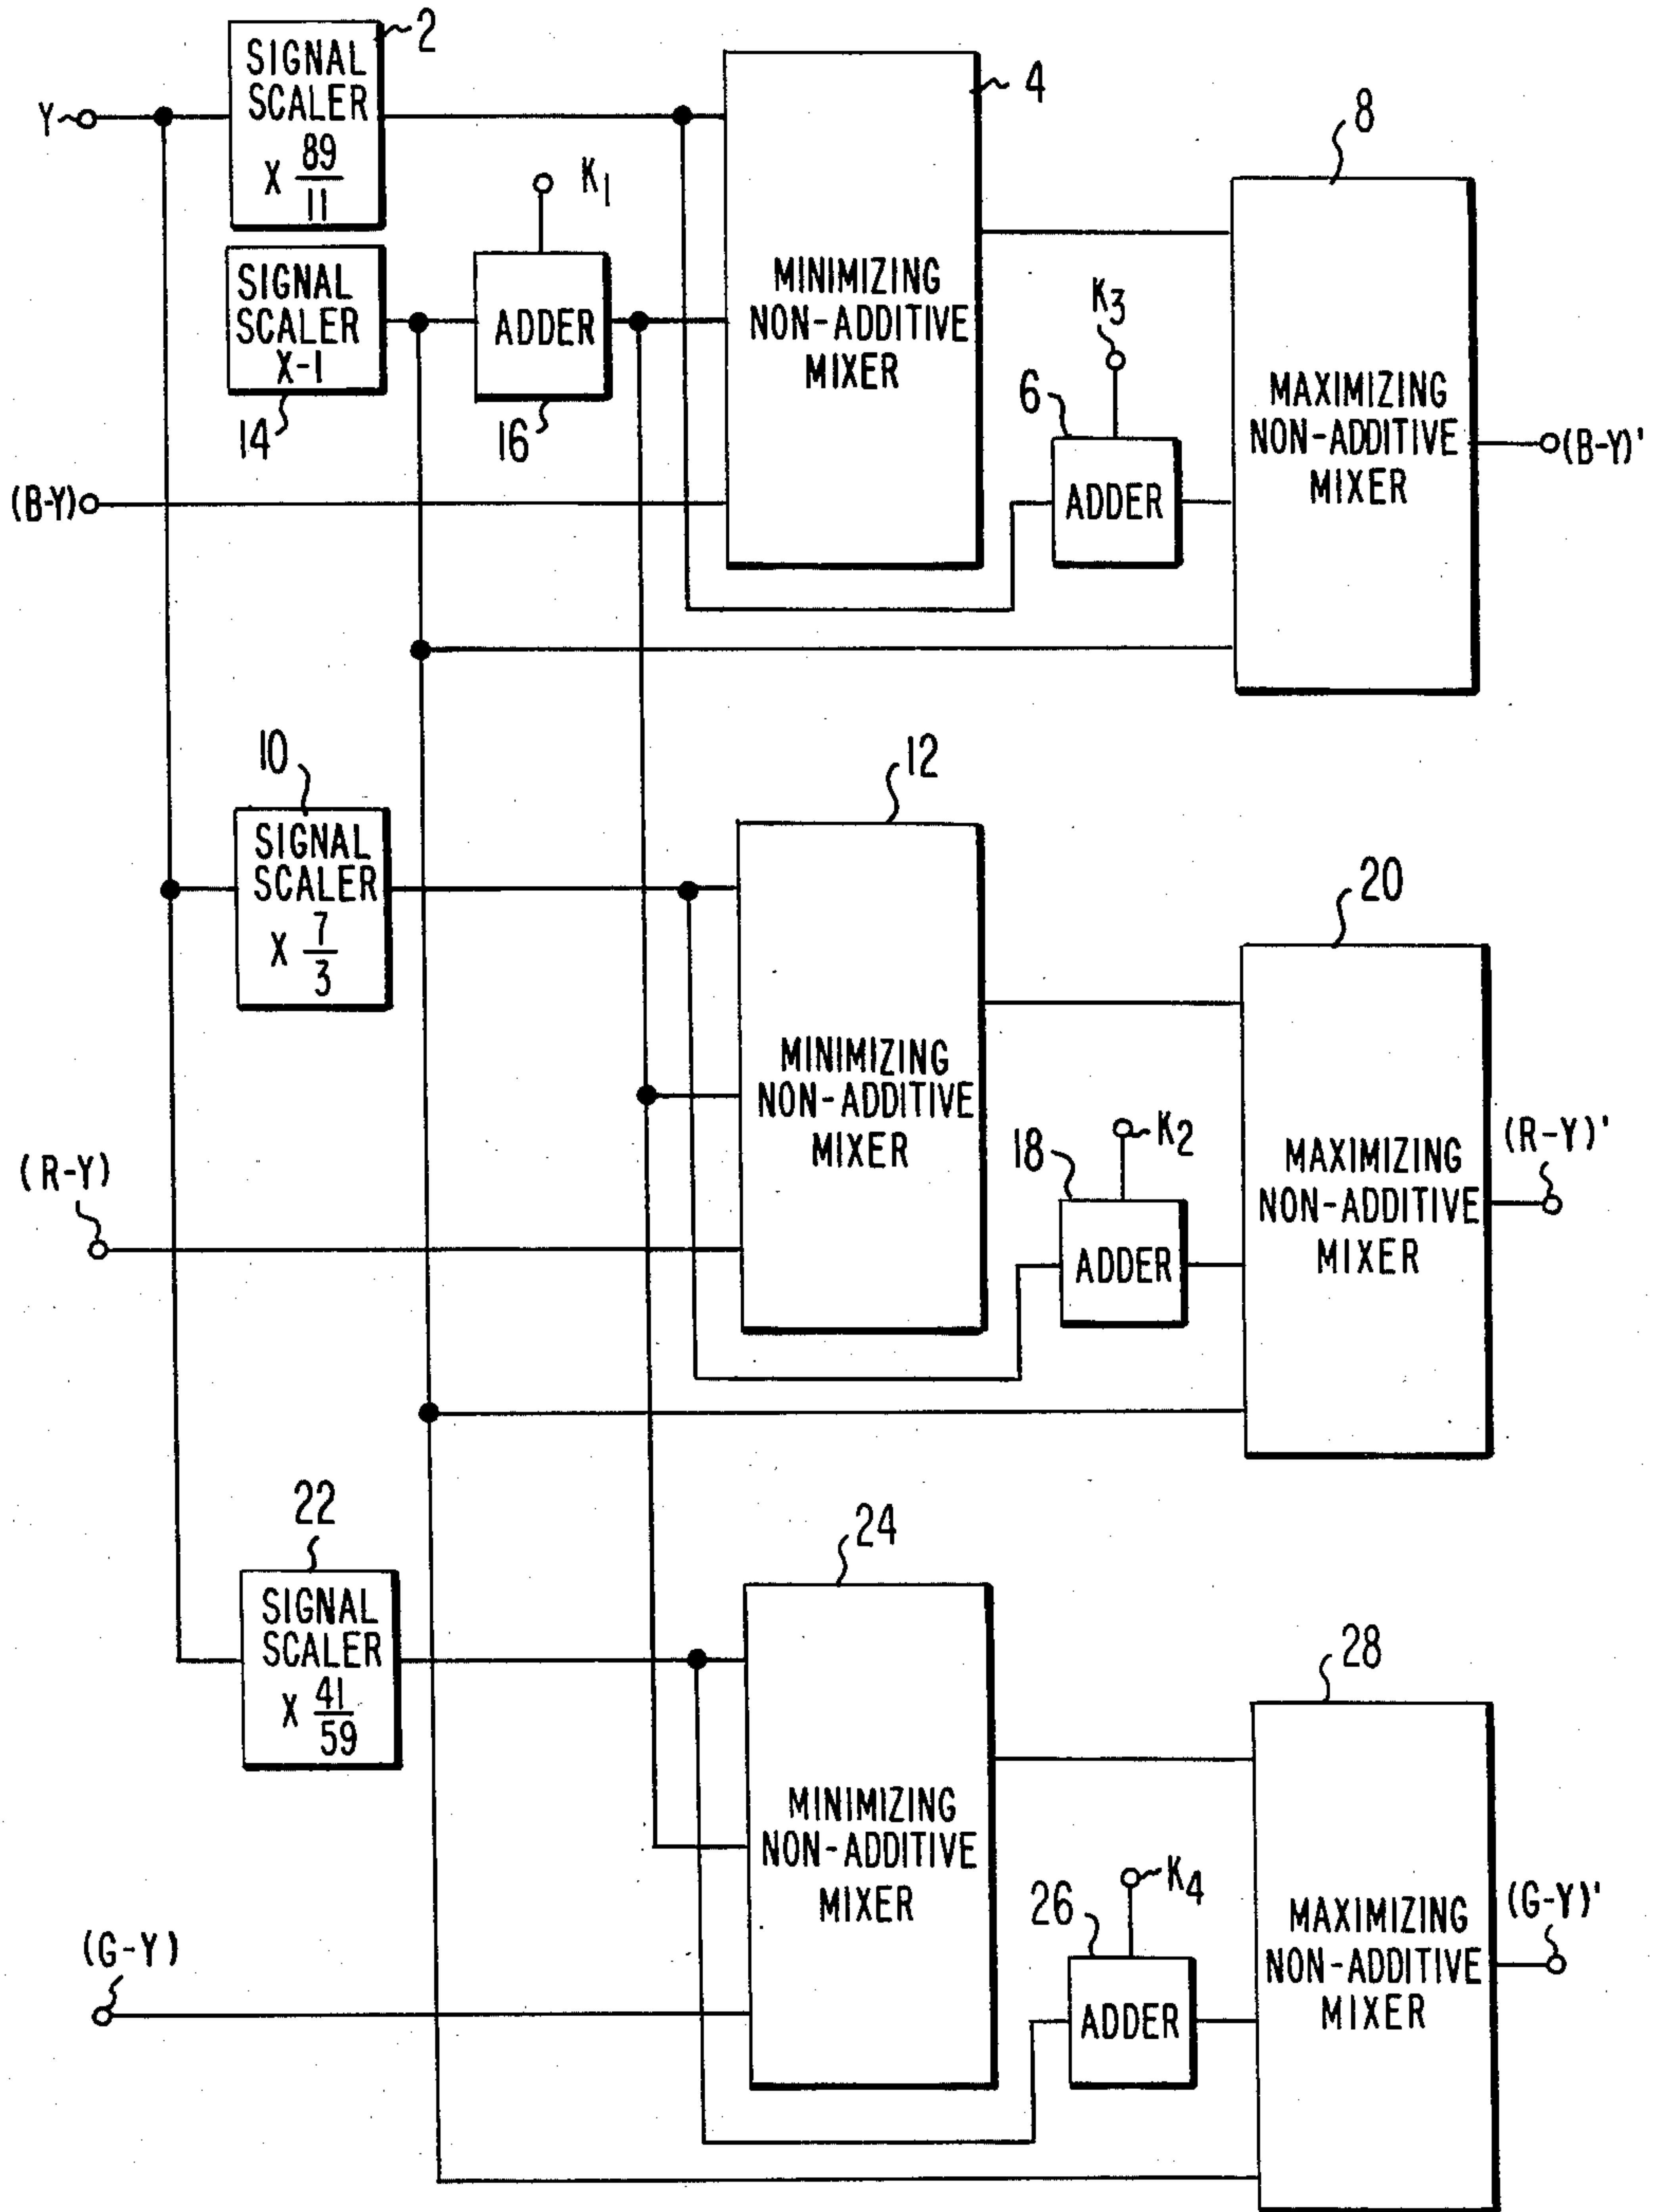 2
SIGNAL
SCALER
X 89/11
Y
4
K1
8
SIGNAL
SCALER
X-1
ADDER
MINIMIZING
NON-ADDITIVE
MIXER
K3
14
16
6
MAXIMIZING
NON-ADDITIVE
MIXER
(B-Y)'
(B-Y)
ADDER
10
12
SIGNAL
SCALER
X 7/3
20
MINIMIZING
NON-ADDITIVE
MIXER
(R-Y)
18
K2
MAXIMIZING
NON-ADDITIVE
MIXER
(R-Y)'
ADDER
22
24
SIGNAL
SCALER
X 41/59
28
MINIMIZING
NON-ADDITIVE
MIXER
(G-Y)
26
K4
MAXIMIZING
NON-ADDITIVE
MIXER
(G-Y)'
ADDER